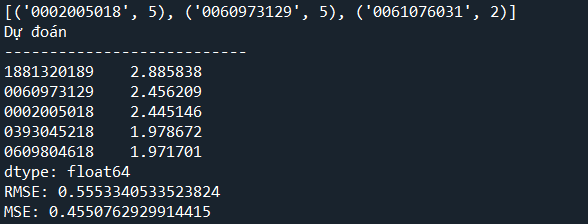 [('0002005018', 5), ('0060973129', 5), ('0061076031', 2)]
Dự đoán
---------------------------
1881320189    2.885838
0060973129    2.456209
0002005018    2.445146
0393045218    1.978672
0609804618    1.971701
dtype: float64
RMSE: 0.5553340533523824
MSE: 0.4550762929914415